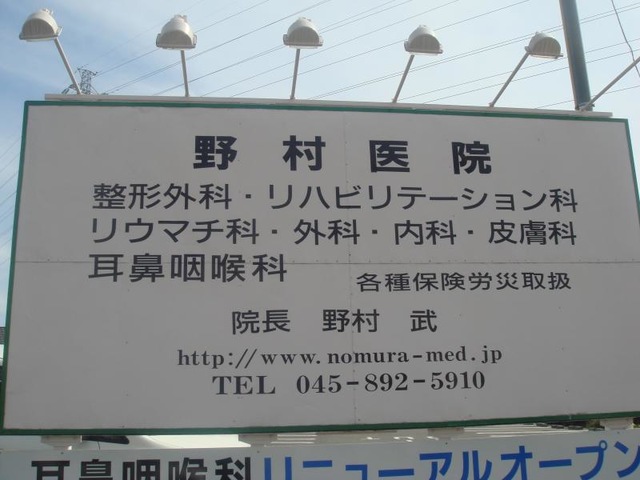 野村医院
整形外科・リハビリテーション科
リウマチ科・外科・内科・皮膚科
耳鼻咽喉科
各種保険労災取扱
院長 野村 武
http://www.nomura-med.jp
TEL 045-892-5910
耳鼻咽喉科リニューアルオープン